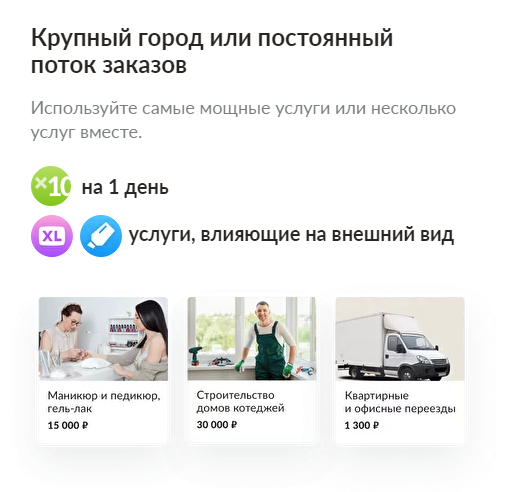 Крупный город или постоянный
поток заказов
Используйте самые мощные услуги или несколько
услуг вместе.
×10 на 1 день
XL услуги, влияющие на внешний вид
Маникюр и педикюр,
гель-лак
15 000 ₽
Строительство
домов котеджей
30 000 ₽
Квартирные
и офисные переезды
1 300 ₽